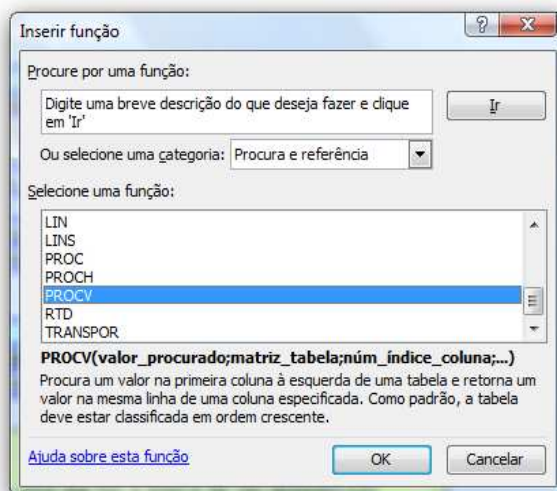 Inserir função
Procure por uma função:
Digite uma breve descrição do que deseja fazer e clique
em 'Ir'
Ir
Ou selecione uma categoria: Procura e referência
Selecione uma função:
LIN
LINS
PROC
PROCH
PROCV
RTD
TRANSPOR
PROCV(valor_procurado;matriz_tabela;núm_índice_coluna;...)
Procura um valor na primeira coluna à esquerda de uma tabela e retorna um
valor na mesma linha de uma coluna especificada. Como padrão, a tabela
deve estar classificada em ordem crescente.
Ajuda sobre esta função
OK
Cancelar